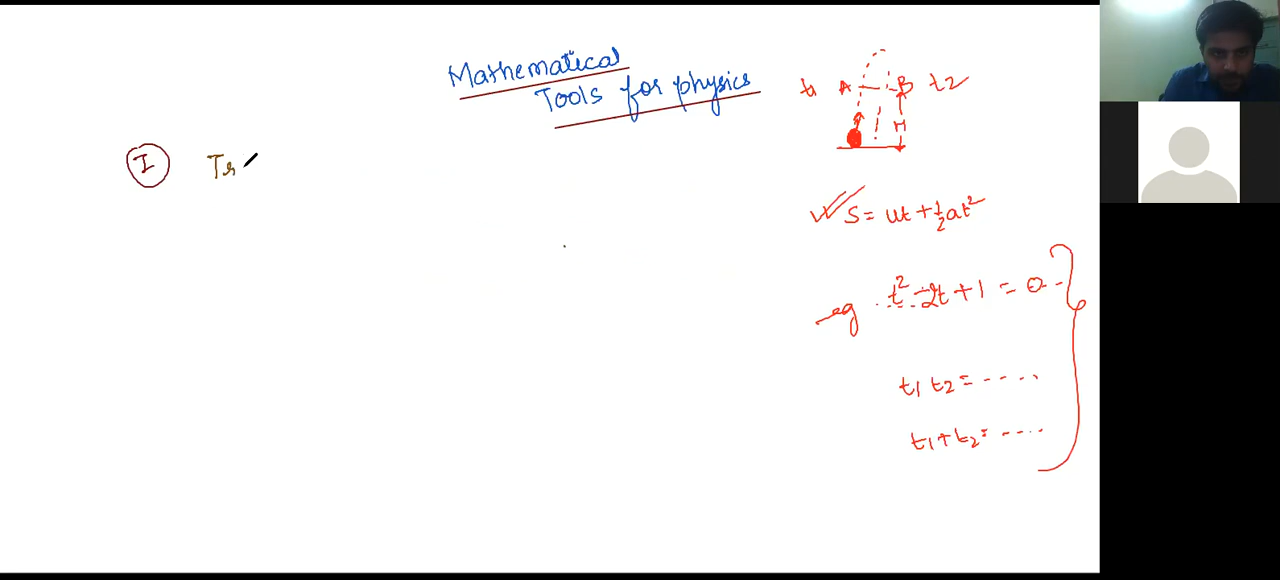 Mathematical
Tools for physics
t1 A B t2
H
I Tr
S = ut + ½at²
eg t² - 2t + 1 = 0
t1 t2 = ....
t1 + t2 = ....